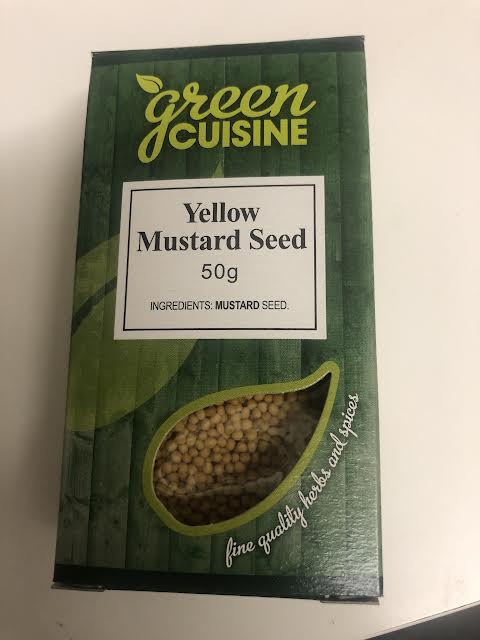 green
CUISINE
Yellow
Mustard Seed
50g
INGREDIENTS: MUSTARD SEED.
fine quality herbs and spices